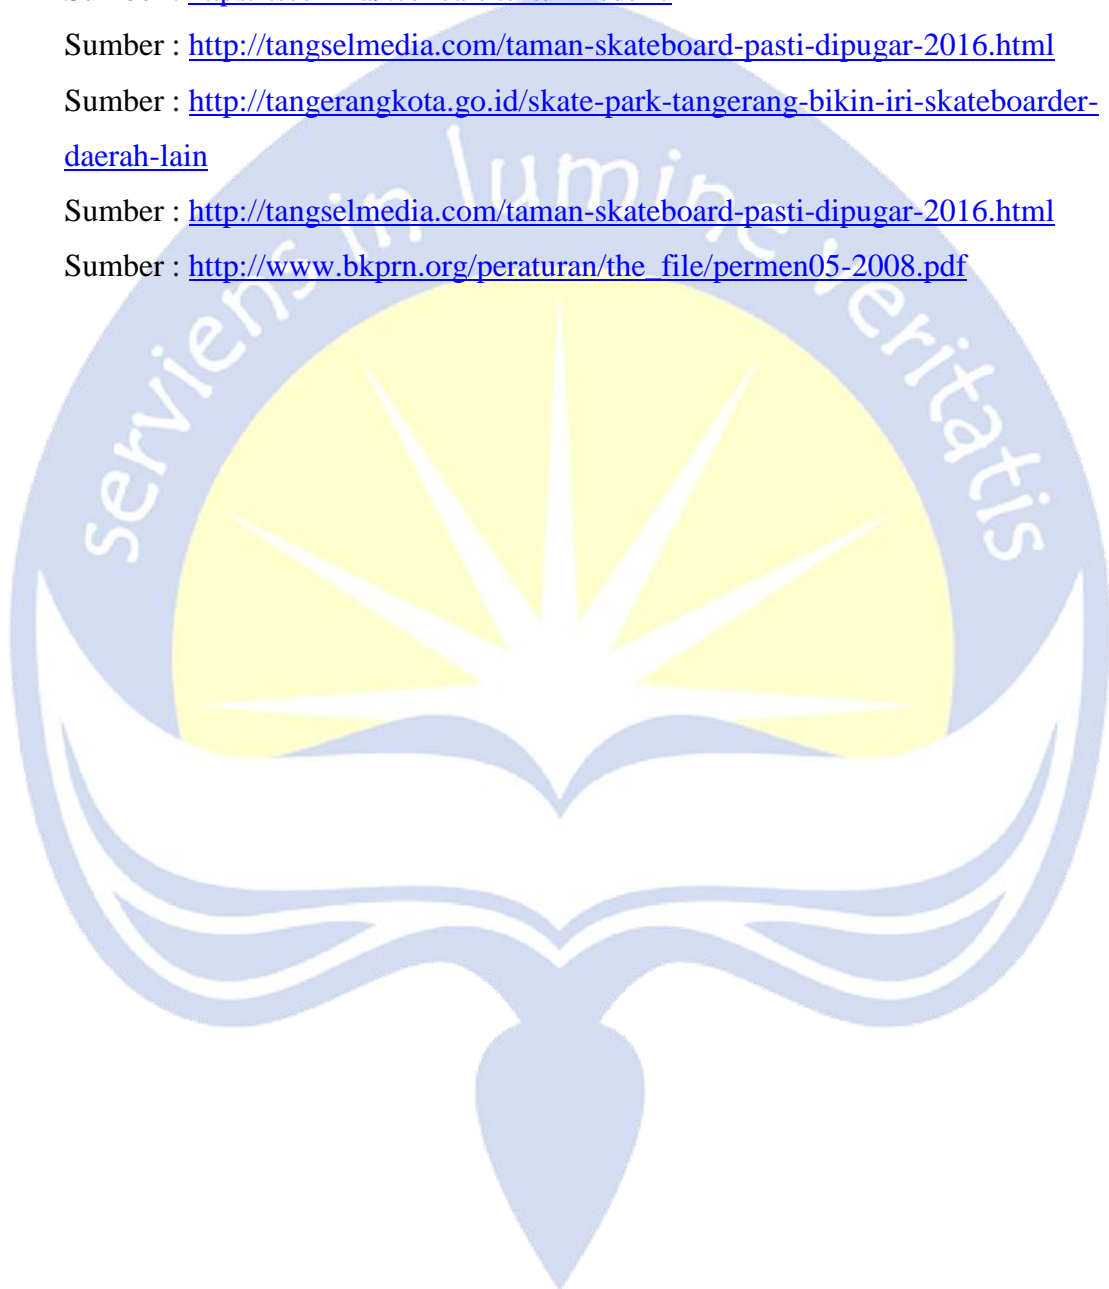 Sumber : http://tangselmedia.com/taman-skateboard-pasti-dipugar-2016.html
Sumber : http://tangerangkota.go.id/skate-park-tangerang-bikin-iri-skateboarder-
daerah-lain
Sumber : http://tangselmedia.com/taman-skateboard-pasti-dipugar-2016.html
Sumber : http://www.bkprn.org/peraturan/the_file/permen05-2008.pdf
serviens in lumine veritatis